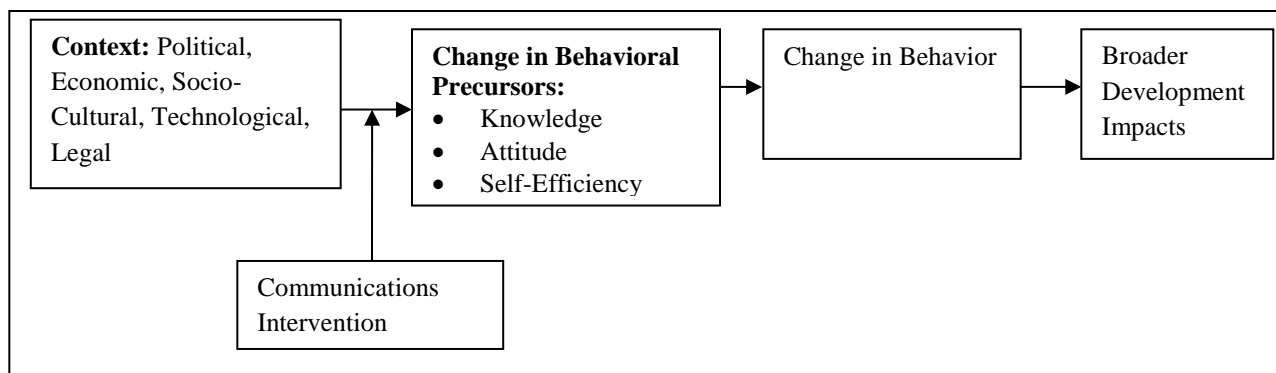 Context: Political,
Economic, Socio-
Cultural, Technological,
Legal
Change in Behavioral
Precursors:
• Knowledge
• Attitude
• Self-Efficiency
Change in Behavior
Broader
Development
Impacts
Communications
Intervention